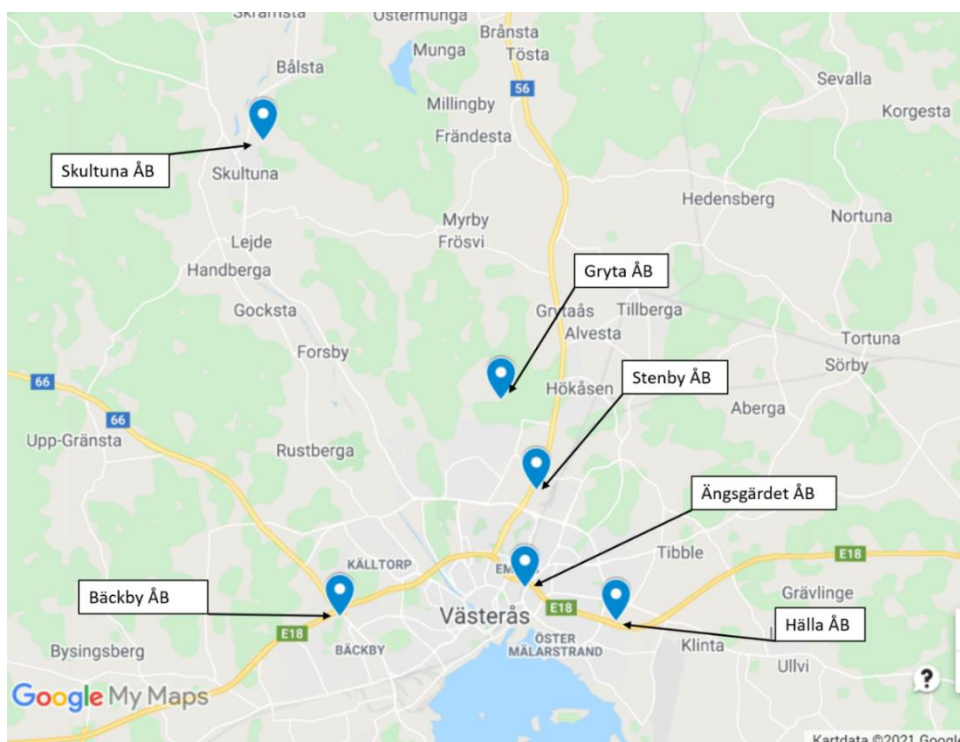 Skramsta
Östermunga
Brånsta
Tösta
Munga
Bålsta
Sevalla
56
Millingby
Korgesta
Frändesta
Skultuna ÅB
Skultuna
Hedensberg
Nortuna
Myrby
Frösvi
Lejde
Handberga
Gryta ÅB
Gocksta
Grytaås
Tillberga
Alvesta
Tortuna
Forsby
Sörby
Stenby ÅB
66
Hökåsen
Aberga
66
Upp-Gränsta
Rustberga
Ängsgärdet ÅB
Tibble
E18
KÄLLTORP
Bäckby ÅB
Grävlinge
E18
Västerås
Hälla ÅB
E18
ÖSTER
MÄLARSTRAND
Klinta
BÄCKBY
Bysingsberg
Ullvi
Google My Maps
?
Kartdata ©2021 Google